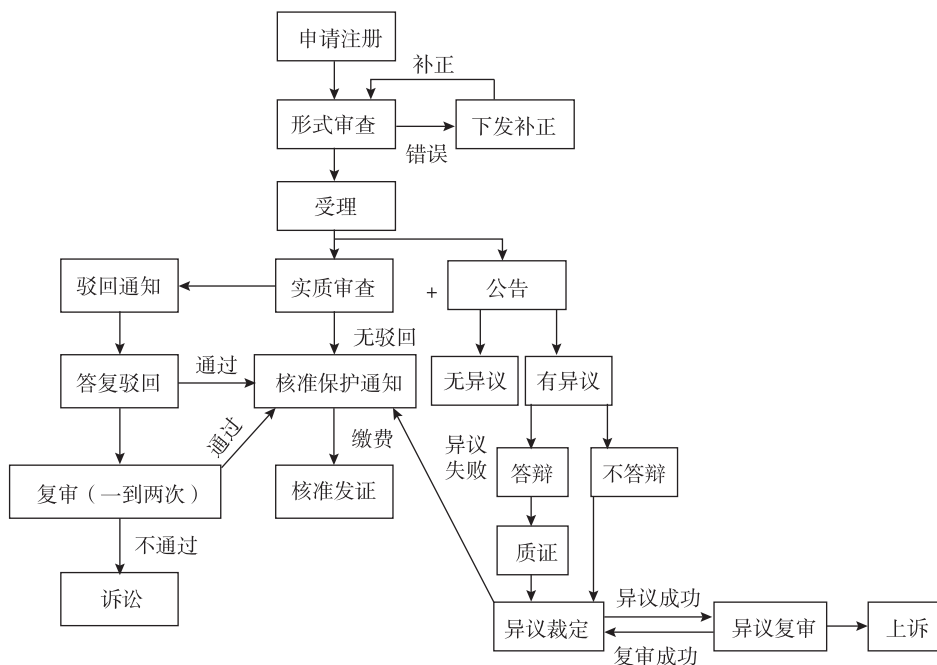 申请注册
补正
形式审查
下发补正
错误
受理
驳回通知
实质审查
+
公告
无驳回
答复驳回
通过
核准保护通知
无异议
有异议
通过
缴费
异议
失败
复审（一到两次）
核准发证
答辩
不答辩
不通过
质证
诉讼
异议裁定
异议成功
复审成功
异议复审
上诉